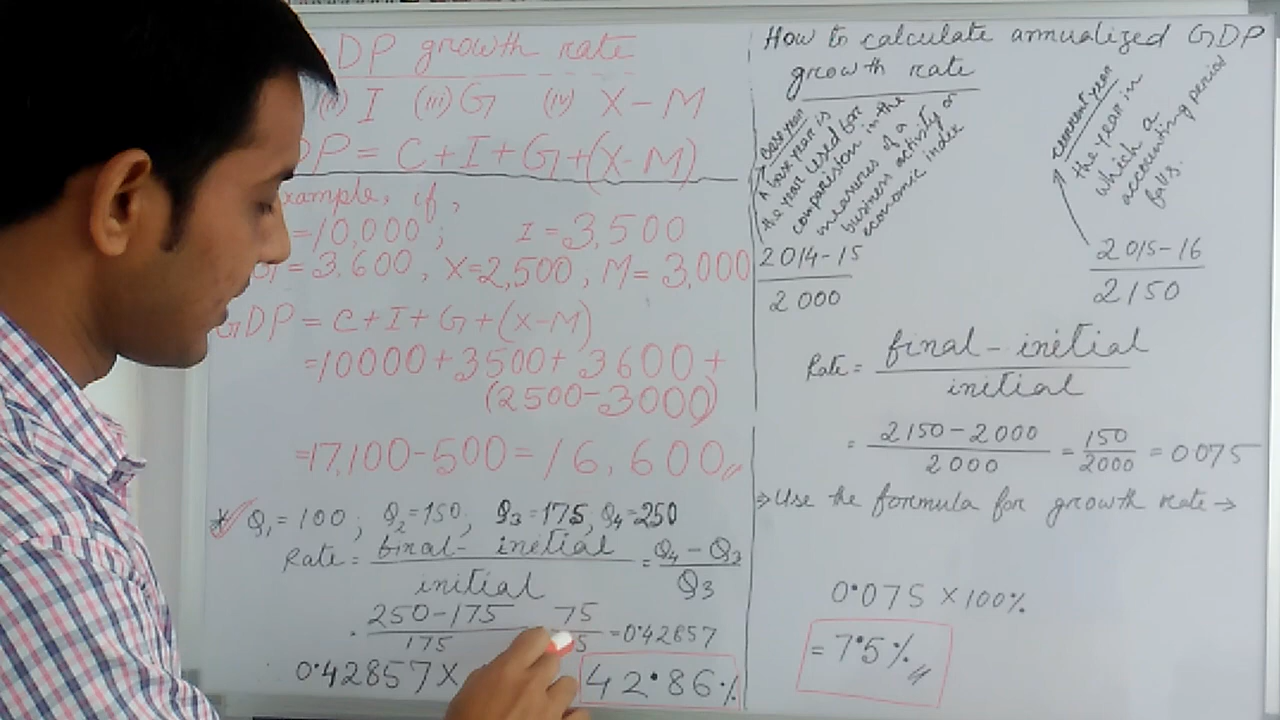 DP growth rate
(ii) I (iii) G (iv) X-M
DP = C+I+G+(X-M)
xample, if,
=10,000; I=3,500
=3.600, X=2,500, M=3,000
GDP = C+I+G+(X-M)
=10000+3500+3600+
(2500-3000)
=17,100-500=16,600
* Q1=100; Q2=150; Q3=175; Q4=250
Rate = final - initial = Q4-Q3
initial Q3
250-175 75
175 5 =0.42857
0.42857X 42.86%
How to calculate annualized GDP
growth rate
Base year
A base year is
the year used for
comparision in the
measures of a
business activity or
economic index
2014-15
2000
current year
the year in
which a
accounting period
falls.
2015-16
2150
Rate = final - initial
initial
= 2150-2000 = 150 = 0075
2000 2000
⇒Use the formula for growth rate →
0.075 X 100%
= 7.5%